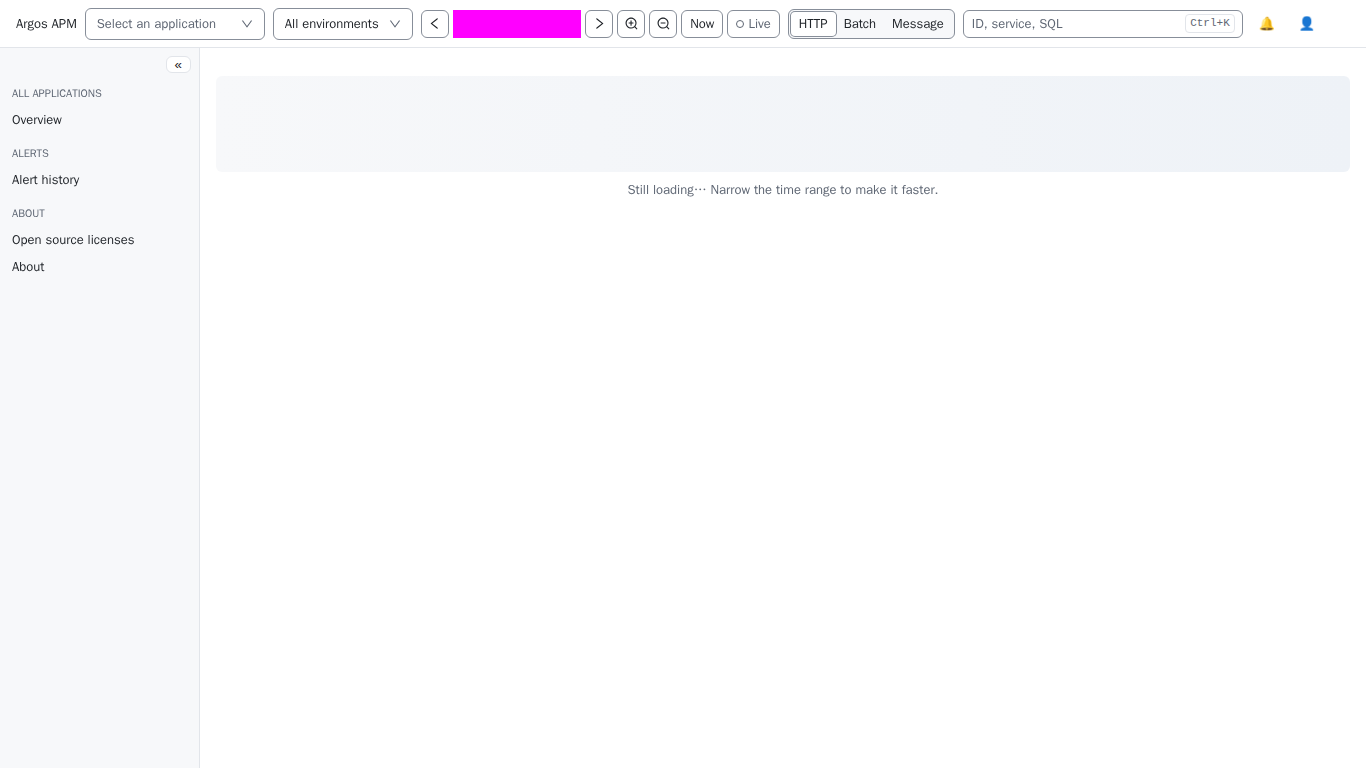 Argos APM Select an application All environments Now Live HTTP Batch Message ID, service, SQL Ctrl+K
«
ALL APPLICATIONS
Overview
ALERTS
Alert history
ABOUT
Open source licenses
About
Still loading… Narrow the time range to make it faster.